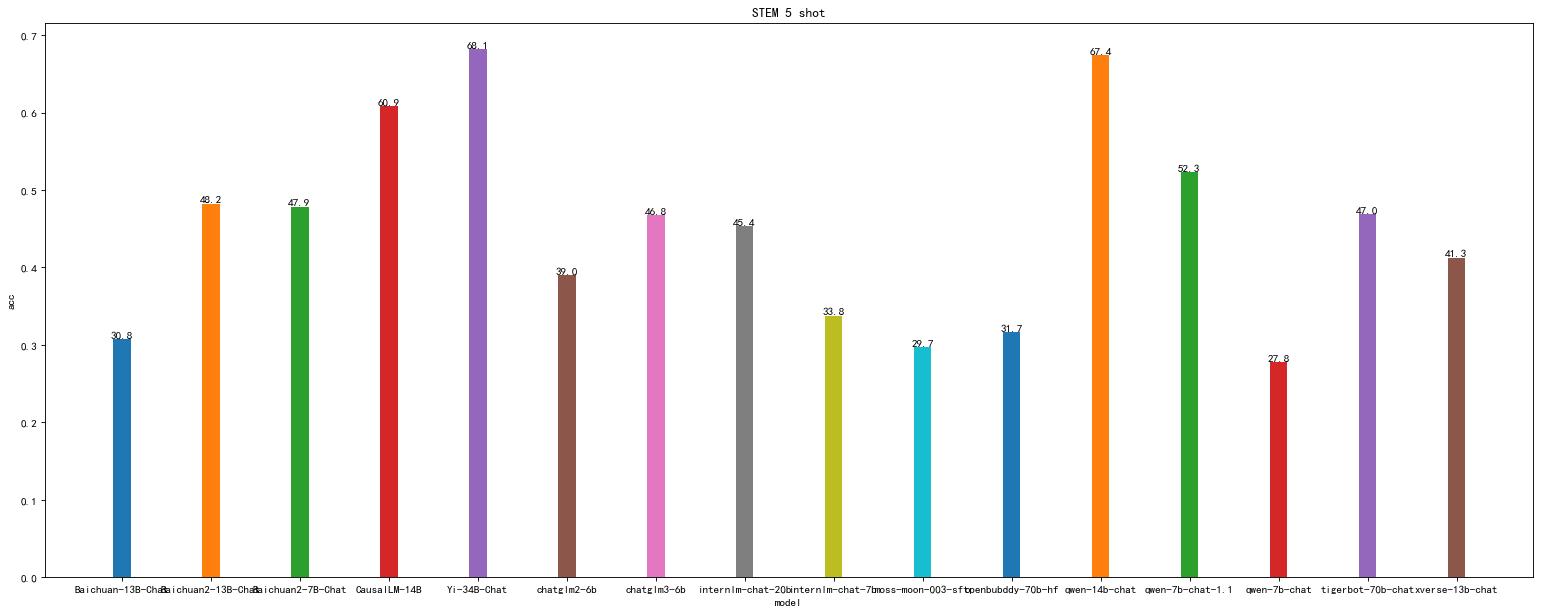 STEM 5 shot
acc
0.7
0.6
0.5
0.4
0.3
0.2
0.1
0.0
30.8
48.2
47.9
60.9
68.1
39.0
46.8
45.4
33.8
29.7
31.7
67.4
52.3
27.8
47.0
41.3
Baichuan-13B-Chat
Baichuan2-13B-Chat
Baichuan2-7B-Chat
CausalLM-14B
Yi-34B-Chat
chatglm2-6b
chatglm3-6b
internlm-chat-20b
internlm-chat-7b
moss-moon-003-sft
openbubddy-70b-hf
qwen-14b-chat
qwen-7b-chat-1.1
qwen-7b-chat
tigerbot-70b-chat
xverse-13b-chat
model